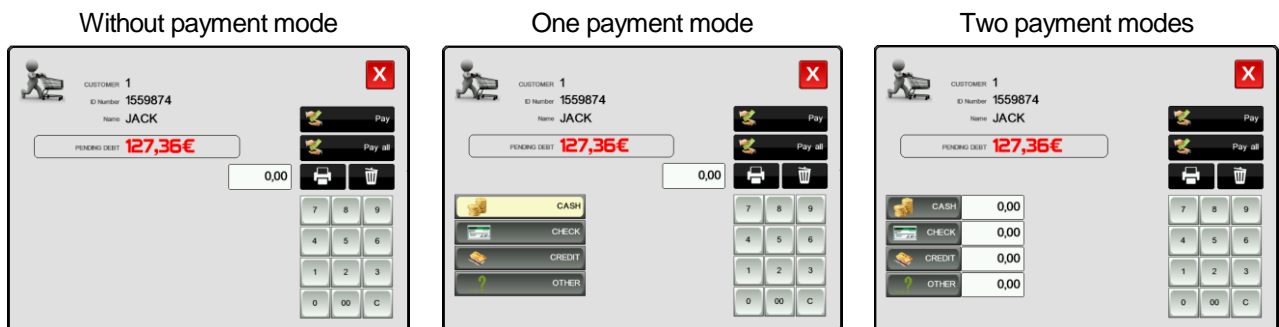 Without payment mode
One payment mode
Two payment modes
X
CUSTOMER 1
ID Number 1559874
Name JACK
Pay
PENDING DEBT 127,36€
Pay all
0,00
7 8 9
4 5 6
1 2 3
0 00 C
X
CUSTOMER 1
ID Number 1559874
Name JACK
Pay
PENDING DEBT 127,36€
Pay all
0,00
CASH
CHECK
CREDIT
OTHER
7 8 9
4 5 6
1 2 3
0 00 C
X
CUSTOMER 1
ID Number 1559874
Name JACK
Pay
PENDING DEBT 127,36€
Pay all
CASH 0,00
CHECK 0,00
CREDIT 0,00
OTHER 0,00
7 8 9
4 5 6
1 2 3
0 00 C